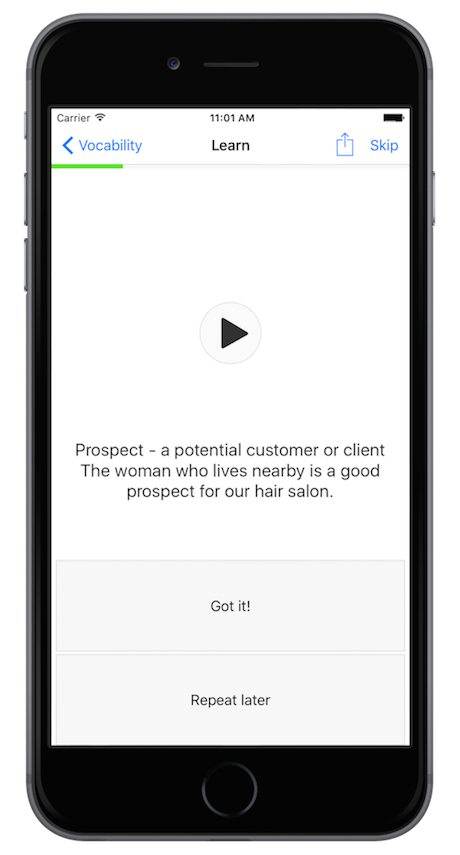 Carrier 11:01 AM
Vocability Learn Skip
Prospect - a potential customer or client
The woman who lives nearby is a good
prospect for our hair salon.
Got it!
Repeat later